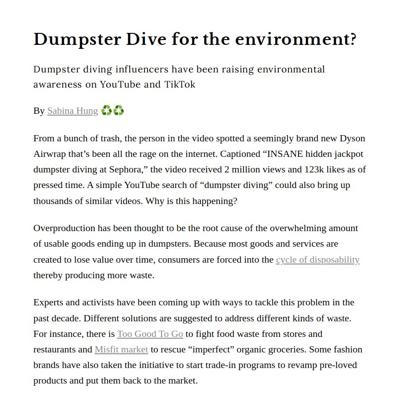 Dumpster Dive for the environment?
Dumpster diving influencers have been raising environmental
awareness on YouTube and TikTok
By Sabina Hung ♻️♻️
From a bunch of trash, the person in the video spotted a seemingly brand new Dyson
Airwrap that's been all the rage on the internet. Captioned “INSANE hidden jackpot
dumpster diving at Sephora,” the video received 2 million views and 123k likes as of
pressed time. A simple YouTube search of “dumpster diving” could also bring up
thousands of similar videos. Why is this happening?
Overproduction has been thought to be the root cause of the overwhelming amount
of usable goods ending up in dumpsters. Because most goods and services are
created to lose value over time, consumers are forced into the cycle of disposability
thereby producing more waste.
Experts and activists have been coming up with ways to tackle this problem in the
past decade. Different solutions are suggested to address different kinds of waste.
For instance, there is Too Good To Go to fight food waste from stores and
restaurants and Misfit market to rescue “imperfect” organic groceries. Some fashion
brands have also taken the initiative to start trade-in programs to revamp pre-loved
products and put them back to the market.